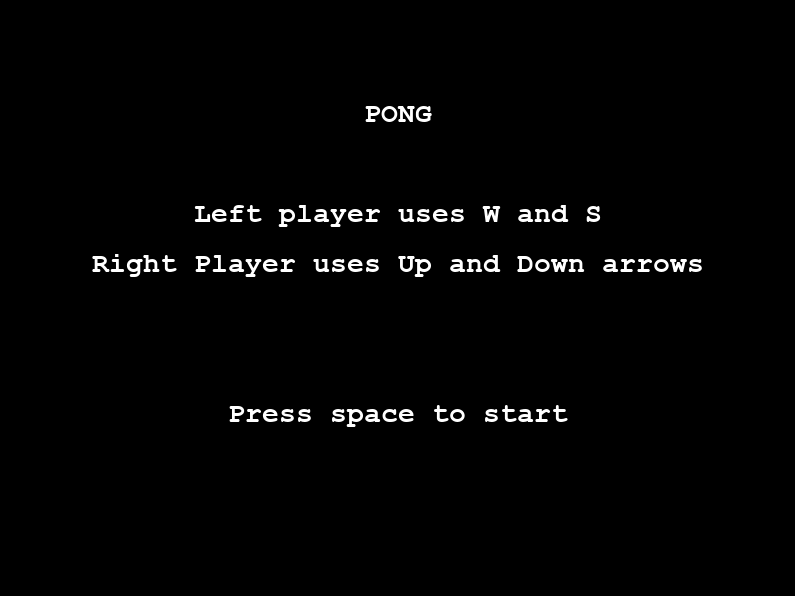 PONG
Left player uses W and S
Right Player uses Up and Down arrows
Press space to start